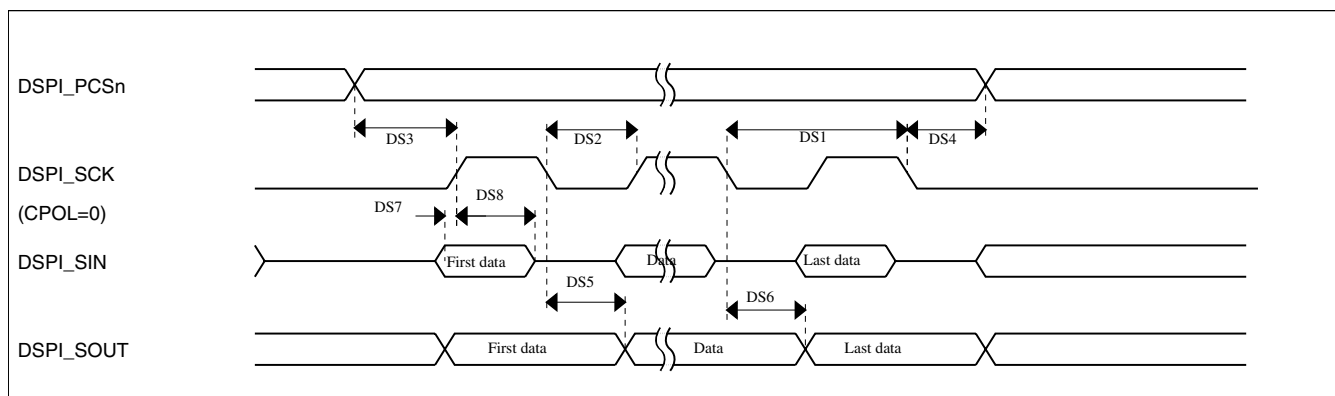 DSPI_PCSn
DS3
DS2
DS1
DS4
DSPI_SCK
(CPOL=0)
DS7
DS8
DSPI_SIN
First data
Data
Last data
DS5
DS6
DSPI_SOUT
First data
Data
Last data